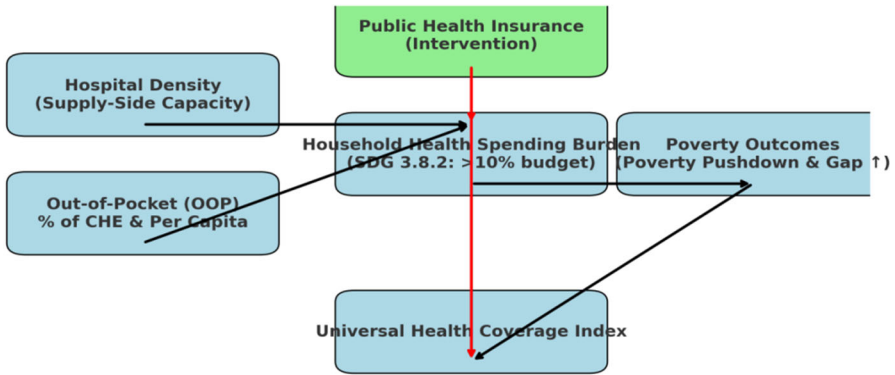 Public Health Insurance
(Intervention)
Hospital Density
(Supply-Side Capacity)
Household Health Spending Burden
(SDG 3.8.2: >10% budget)
Poverty Outcomes
(Poverty Pushdown & Gap ↑)
Out-of-Pocket (OOP)
% of CHE & Per Capita
Universal Health Coverage Index